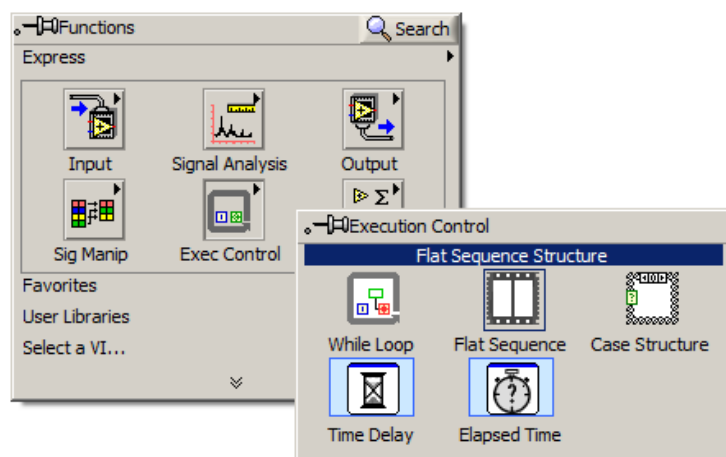 Functions
Search
Express
Input
Signal Analysis
Output
Sig Manip
Exec Control
Favorites
User Libraries
Select a VI...
Execution Control
Flat Sequence Structure
While Loop
Flat Sequence
Case Structure
Time Delay
Elapsed Time